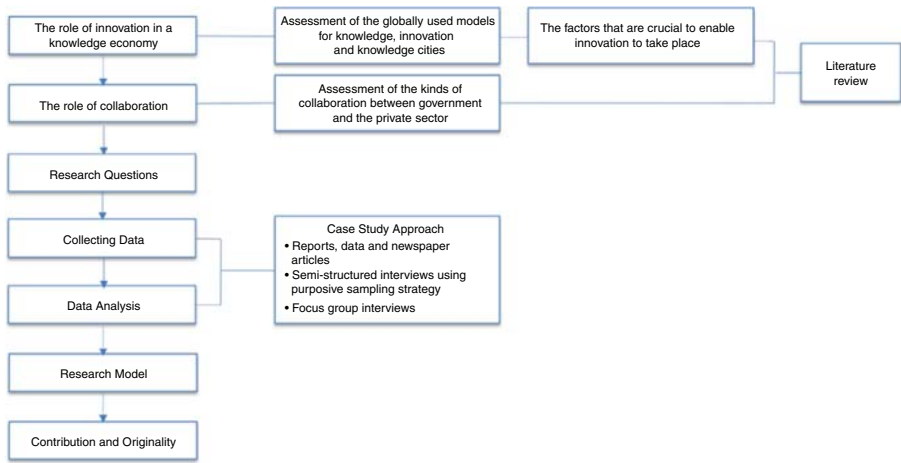 The role of innovation in a
knowledge economy
Assessment of the globally used models
for knowledge, innovation
and knowledge cities
The factors that are crucial to enable
innovation to take place
Literature
review
The role of collaboration
Assessment of the kinds of
collaboration between government
and the private sector
Research Questions
Collecting Data
Case Study Approach
• Reports, data and newspaper
articles
• Semi-structured interviews using
purposive sampling strategy
• Focus group interviews
Data Analysis
Research Model
Contribution and Originality